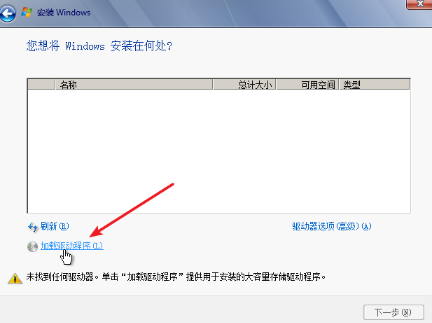 安装 Windows
您想将 Windows 安装在何处?
名称 总计大小 可用空间 类型
刷新(R) 驱动器选项(高级)(A)
加载驱动程序(L)
未找到任何驱动器。单击“加载驱动程序”提供用于安装的大容量存储驱动程序。
下一步(N)